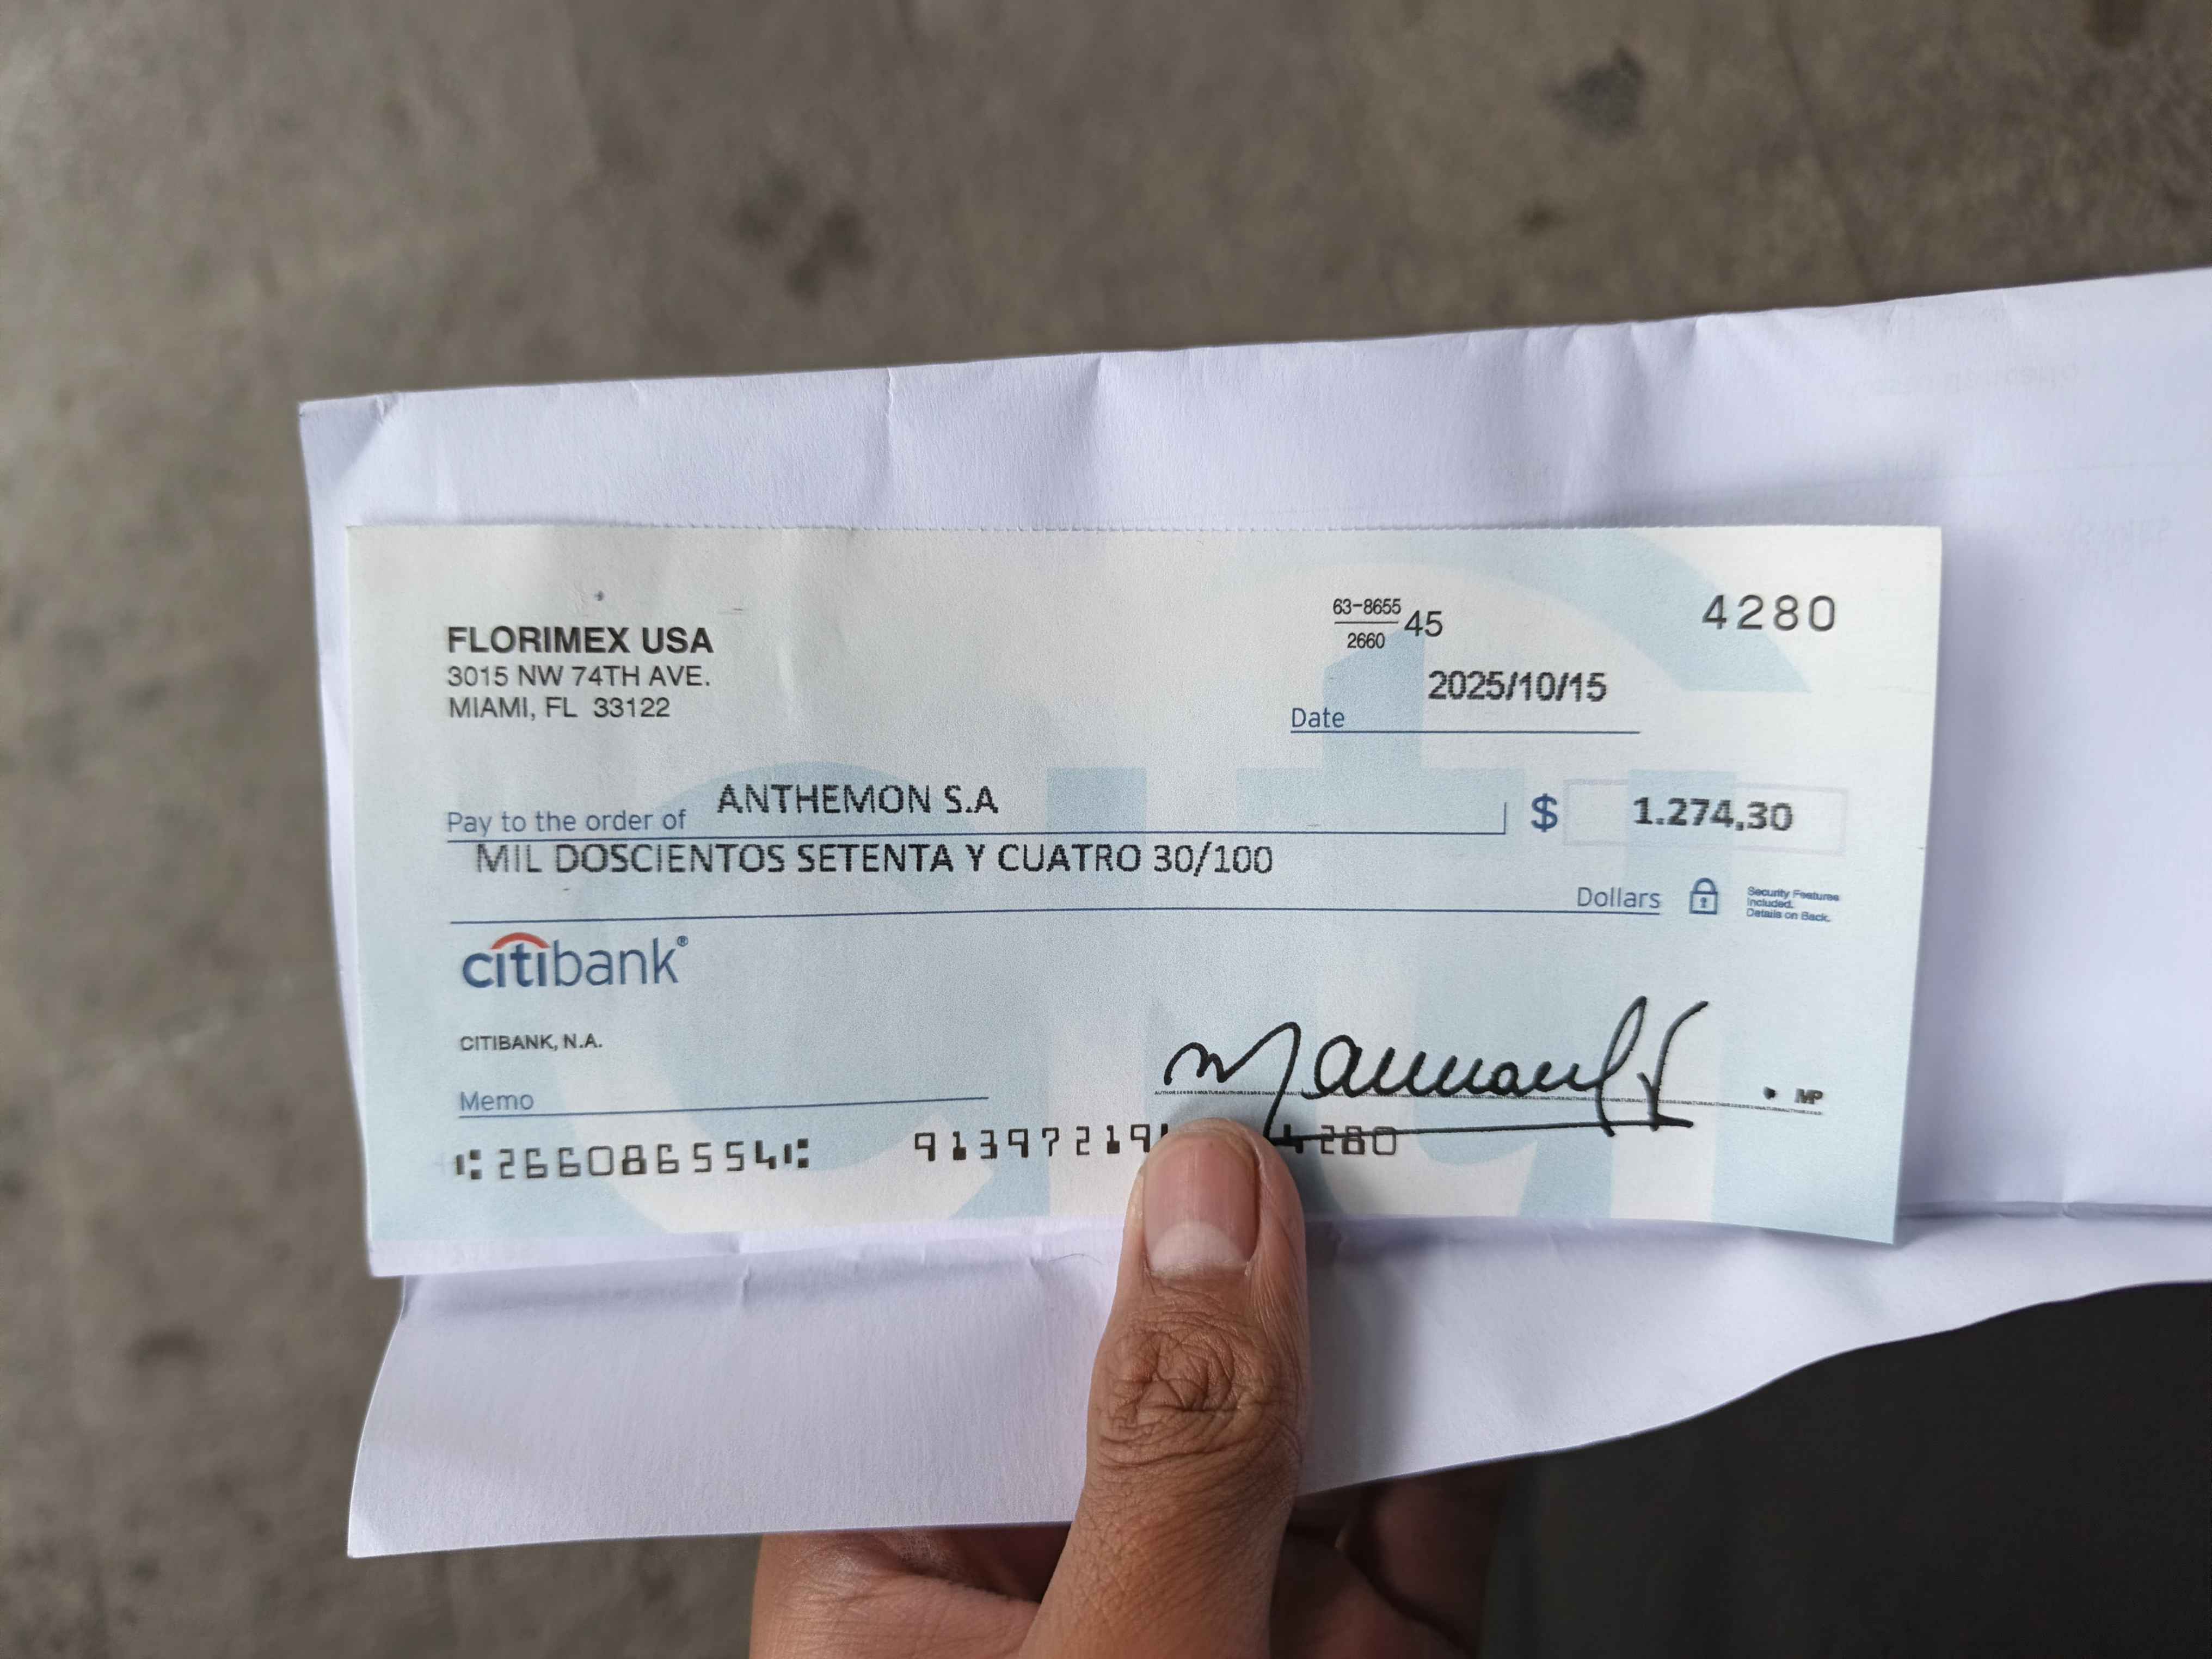 FLORIMEX USA
3015 NW 74TH AVE.
MIAMI, FL 33122
63-8655
2660
45
4280
2025/10/15
Date
Pay to the order of ANTHEMON S.A $ 1.274,30
MIL DOSCIENTOS SETENTA Y CUATRO 30/100
Dollars
Security Features
Included.
Details on Back.
citibank®
CITIBANK, N.A.
Memo
MP
⑆266086554⑆ 91397219 4280